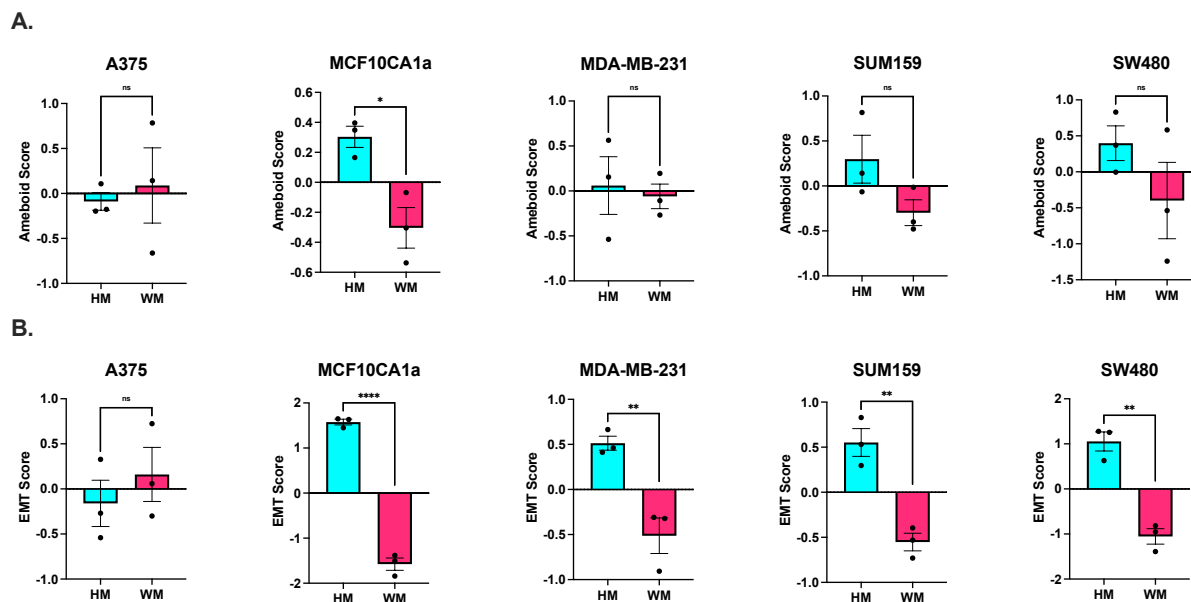 A.
A375
MCF10CA1a
MDA-MB-231
SUM159
SW480
ns
*
ns
ns
ns
Ameboid Score
1.0
0.5
0.0
-0.5
-1.0
HM WM
Ameboid Score
0.6
0.4
0.2
0.0
-0.2
-0.4
-0.6
HM WM
Ameboid Score
1.0
0.5
0.0
-0.5
-1.0
HM WM
Ameboid Score
1.0
0.5
0.0
-0.5
-1.0
HM WM
Ameboid Score
1.0
0.5
0.0
-0.5
-1.0
-1.5
HM WM
B.
A375
MCF10CA1a
MDA-MB-231
SUM159
SW480
ns
****
**
**
**
EMT Score
1.0
0.5
0.0
-0.5
-1.0
HM WM
EMT Score
2
1
0
-1
-2
HM WM
EMT Score
1.0
0.5
0.0
-0.5
-1.0
HM WM
EMT Score
1.0
0.5
0.0
-0.5
-1.0
HM WM
EMT Score
2
1
0
-1
-2
HM WM